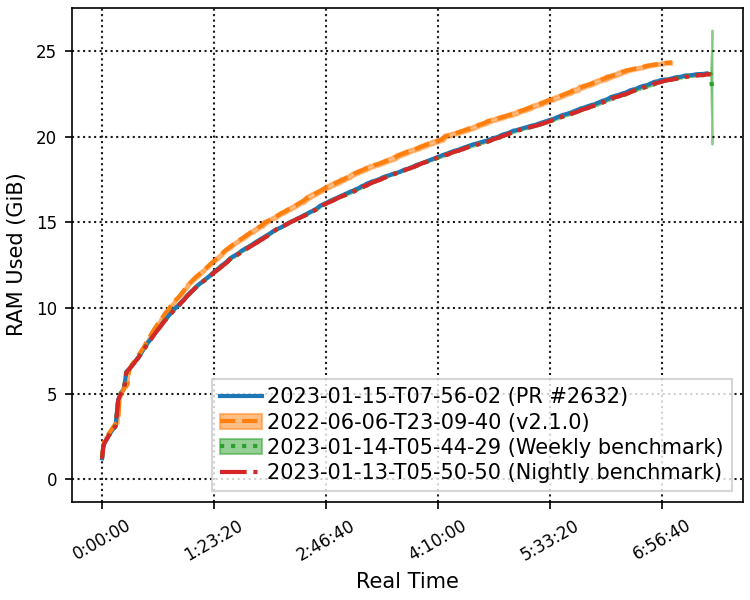 25
20
15
10
5
0
RAM Used (GiB)
2023-01-15-T07-56-02 (PR #2632)
2022-06-06-T23-09-40 (v2.1.0)
2023-01-14-T05-44-29 (Weekly benchmark)
2023-01-13-T05-50-50 (Nightly benchmark)
0:00:00
1:23:20
2:46:40
4:10:00
5:33:20
6:56:40
Real Time